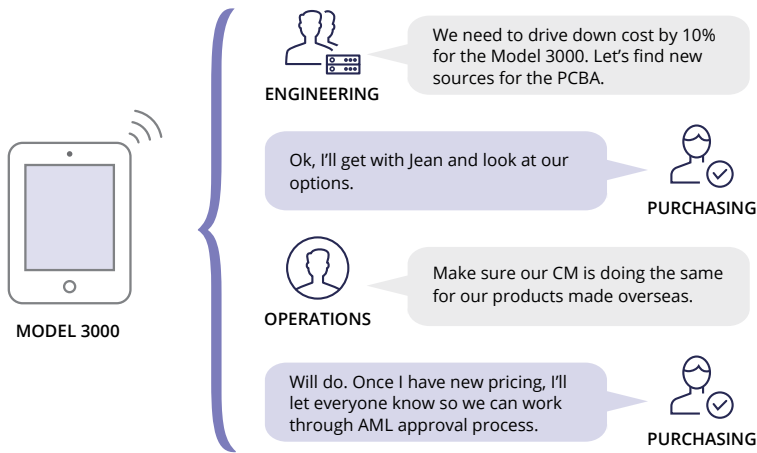 We need to drive down cost by 10%
for the Model 3000. Let's find new
sources for the PCBA.
ENGINEERING
Ok, I'll get with Jean and look at our
options.
PURCHASING
Make sure our CM is doing the same
for our products made overseas.
OPERATIONS
MODEL 3000
Will do. Once I have new pricing, I'll
let everyone know so we can work
through AML approval process.
PURCHASING